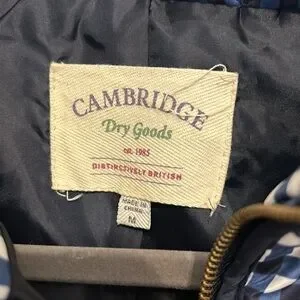 CAMBRIDGE
Dry Goods
est. 1985
DISTINCTIVELY BRITISH
MADE IN
CHINA
M